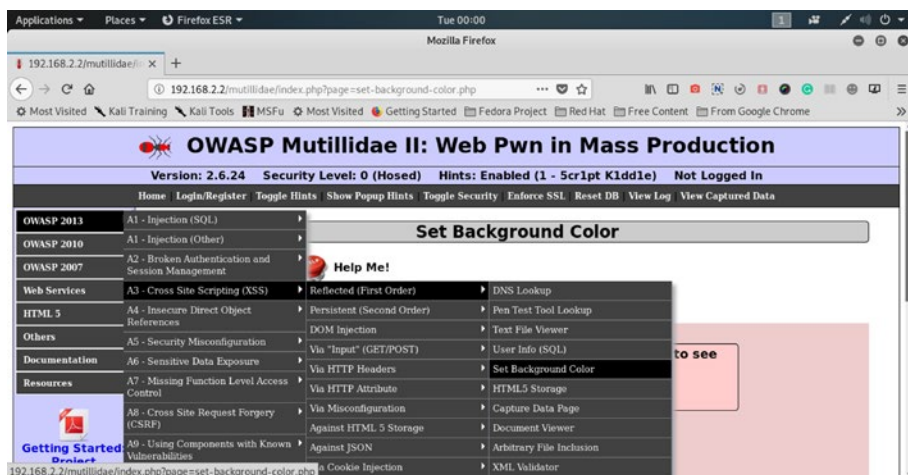 Applications Places Firefox ESR Tue 00:00 1
Mozilla Firefox
192.168.2.2/mutillidae/
192.168.2.2/mutillidae/index.php?page=set-background-color.php
Most Visited Kali Training Kali Tools MSFu Most Visited Getting Started Fedora Project Red Hat Free Content From Google Chrome
OWASP Mutillidae II: Web Pwn in Mass Production
Version: 2.6.24 Security Level: 0 (Hosed) Hints: Enabled (1 - 5cr1pt K1dd1e) Not Logged In
Home Login/Register Toggle Hints Show Popup Hints Toggle Security Enforce SSL Reset DB View Log View Captured Data
OWASP 2013
OWASP 2010
OWASP 2007
Web Services
HTML 5
Others
Documentation
Resources
Getting Started:
Project
A1 - Injection (SQL)
A1 - Injection (Other)
A2 - Broken Authentication and
Session Management
A3 - Cross Site Scripting (XSS)
A4 - Insecure Direct Object
References
A5 - Security Misconfiguration
A6 - Sensitive Data Exposure
A7 - Missing Function Level Access
Control
A8 - Cross Site Request Forgery
(CSRF)
A9 - Using Components with Known
Vulnerabilities
Set Background Color
Help Me!
Reflected (First Order)
Persistent (Second Order)
DOM Injection
Via "Input" (GET/POST)
Via HTTP Headers
Via HTTP Attribute
Via Misconfiguration
Against HTML 5 Storage
Against JSON
Cookie Injection
DNS Lookup
Pen Test Tool Lookup
Text File Viewer
User Info (SQL)
Set Background Color
HTML5 Storage
Capture Data Page
Document Viewer
Arbitrary File Inclusion
XML Validator
to see
192.168.2.2/mutillidae/index.php?page=set-background-color.php